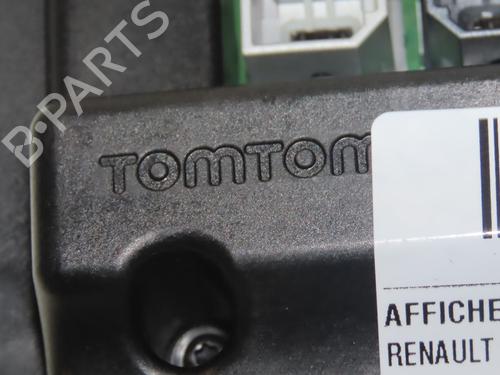 B-PARTS
TOMTOM
AFFICHE
RENAULT